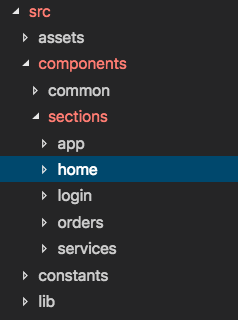 src
assets
components
common
sections
app
home
login
orders
services
constants
lib